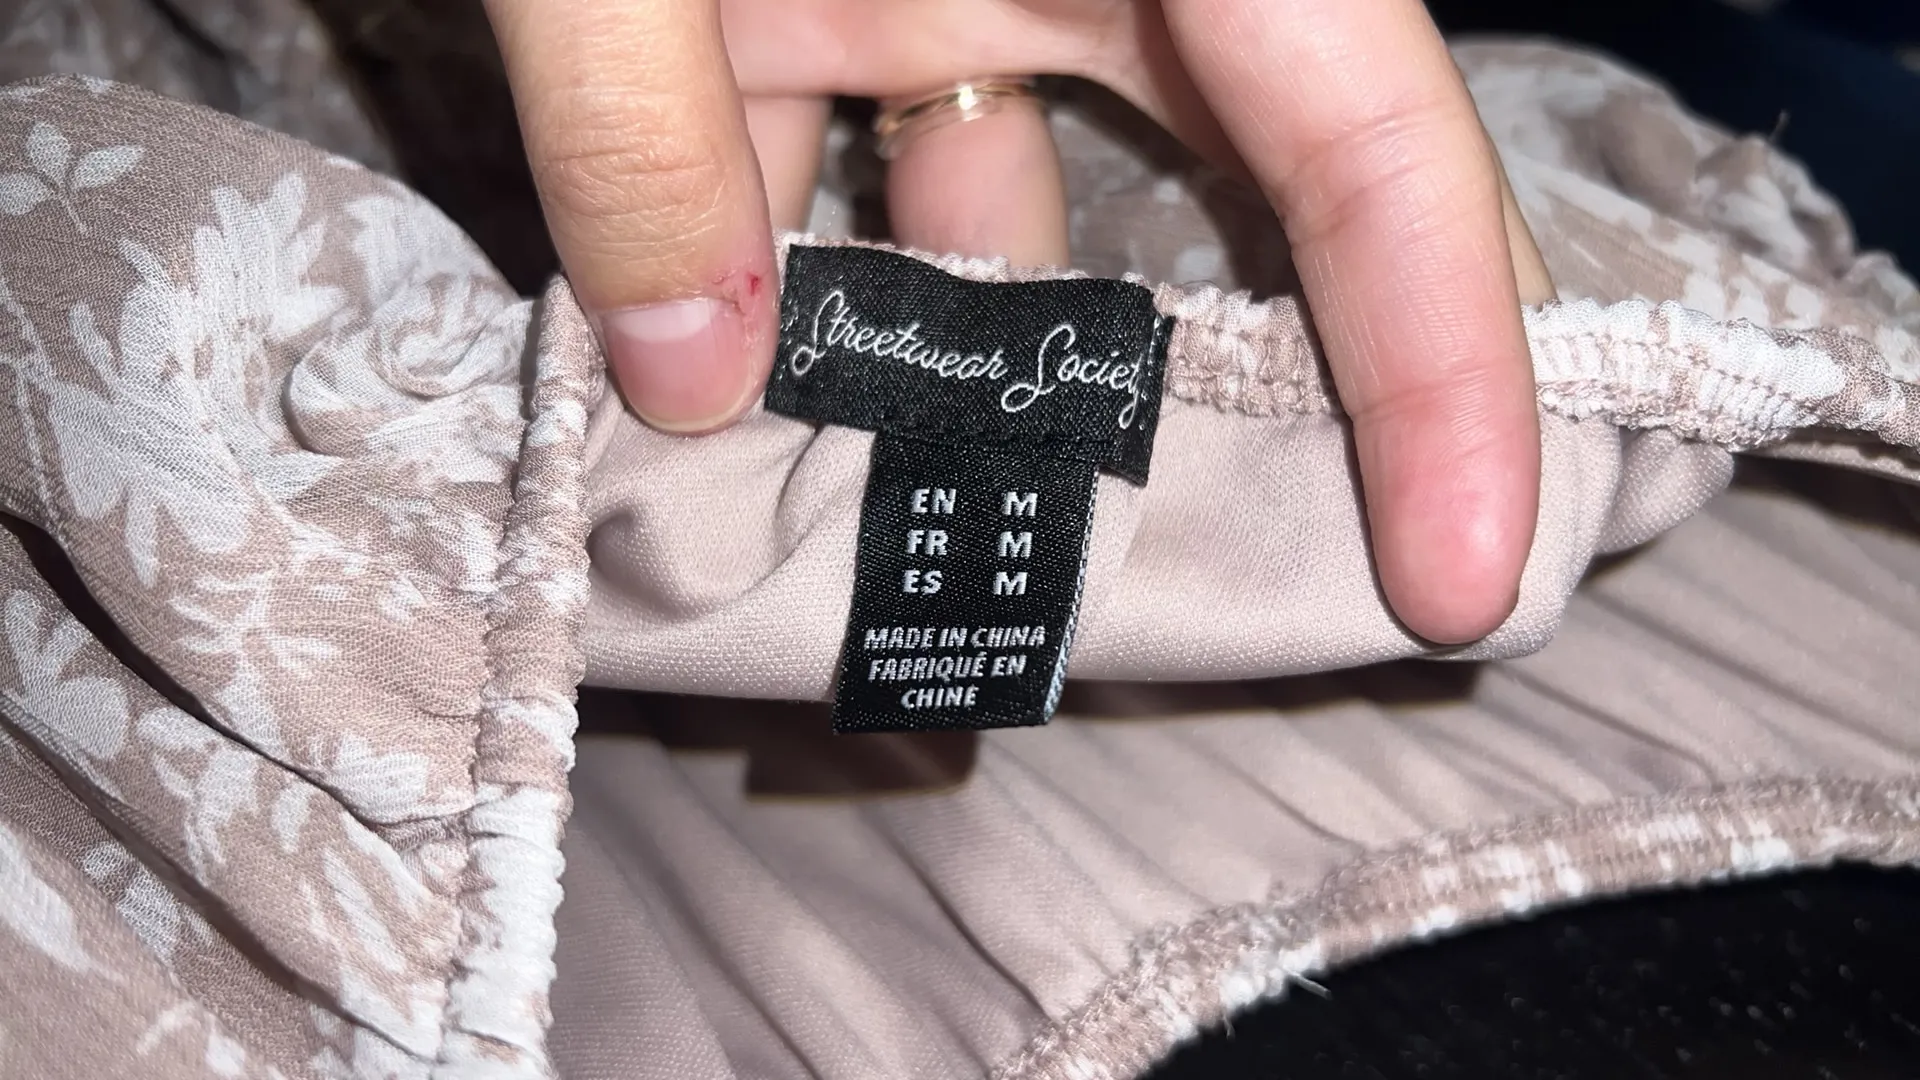 Streetwear Society
EN M
FR M
ES M
MADE IN CHINA
FABRIQUÉ EN
CHINE